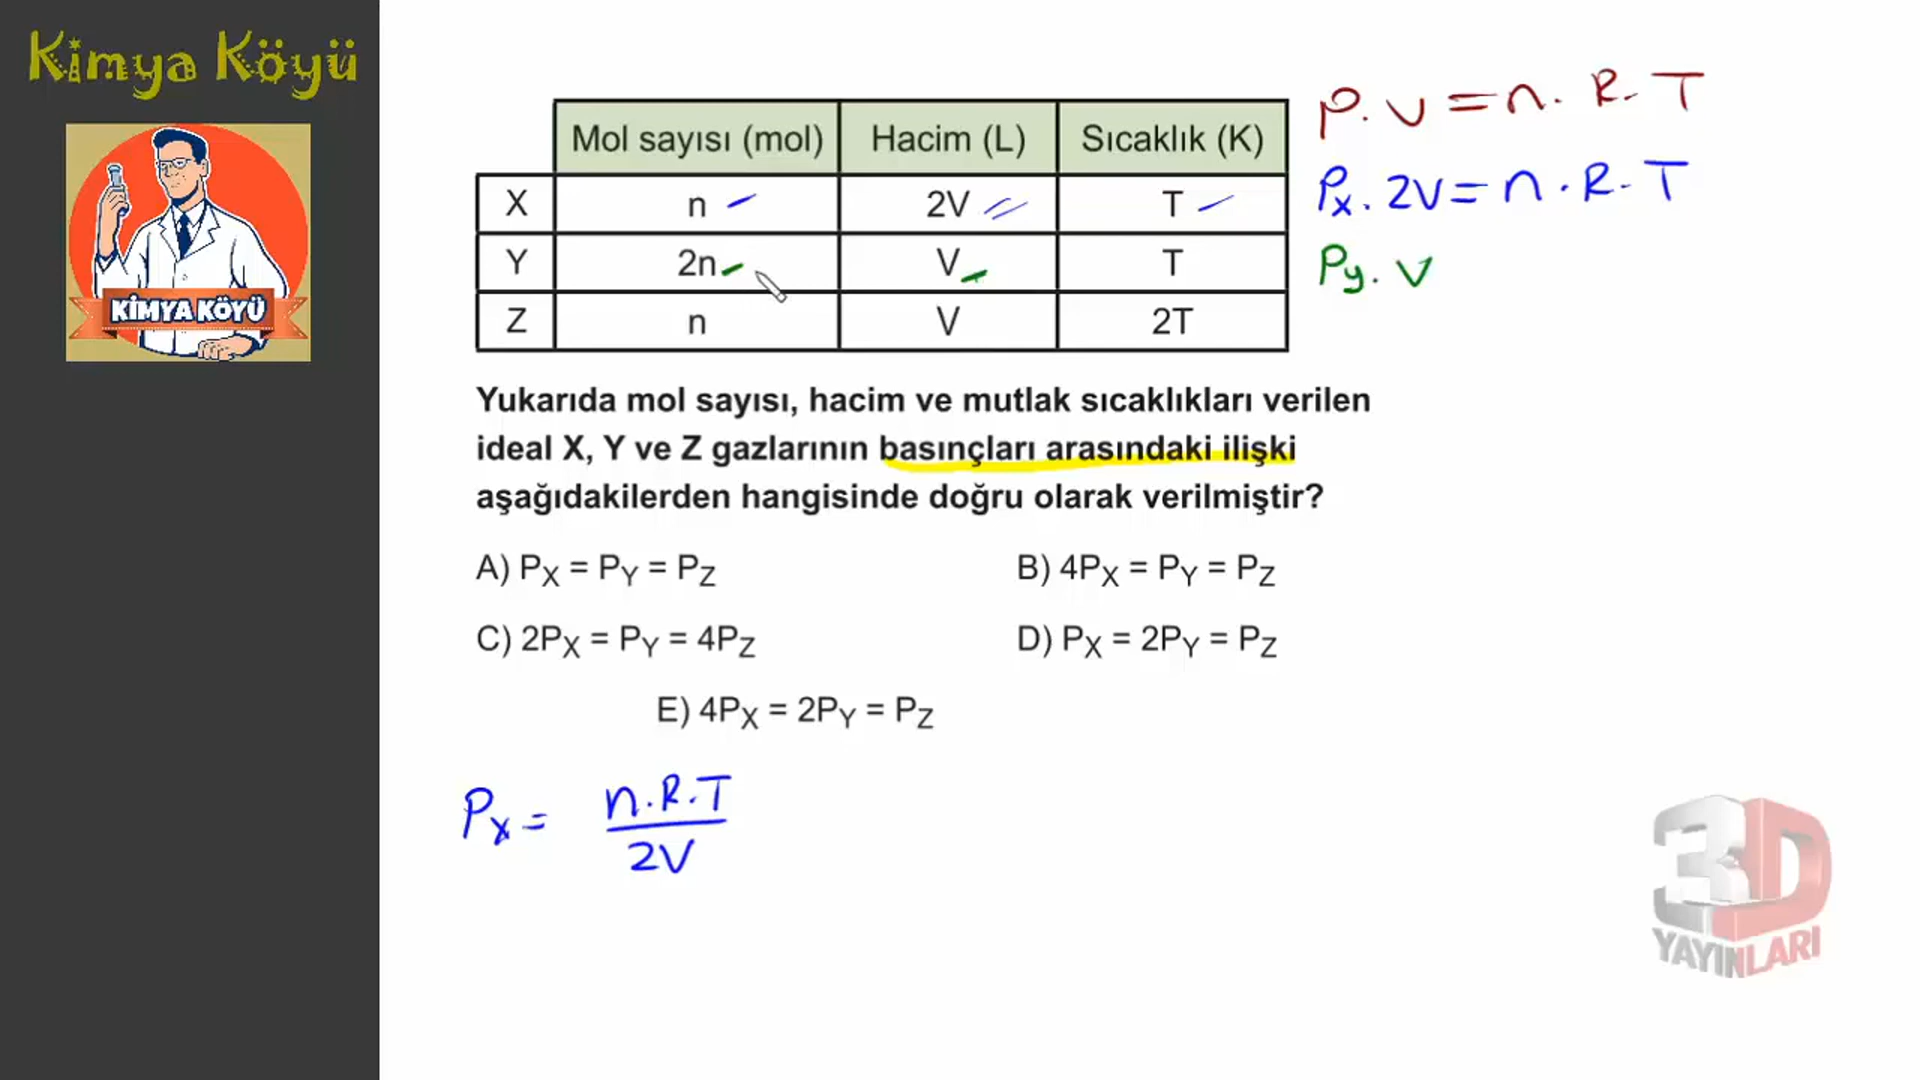 Kimya Köyü
KİMYA KÖYÜ
Mol sayısı (mol) Hacim (L) Sıcaklık (K)
X n 2V T
Y 2n V T
Z n V 2T
P.V=n.R.T
Px.2V=n.R.T
Py.V
Yukarıda mol sayısı, hacim ve mutlak sıcaklıkları verilen
ideal X, Y ve Z gazlarının basınçları arasındaki ilişki
aşağıdakilerden hangisinde doğru olarak verilmiştir?
A) PX = PY = PZ B) 4PX = PY = PZ
C) 2PX = PY = 4PZ D) PX = 2PY = PZ
E) 4PX = 2PY = PZ
Px= n.R.T
2V
3D
YAYINLARI